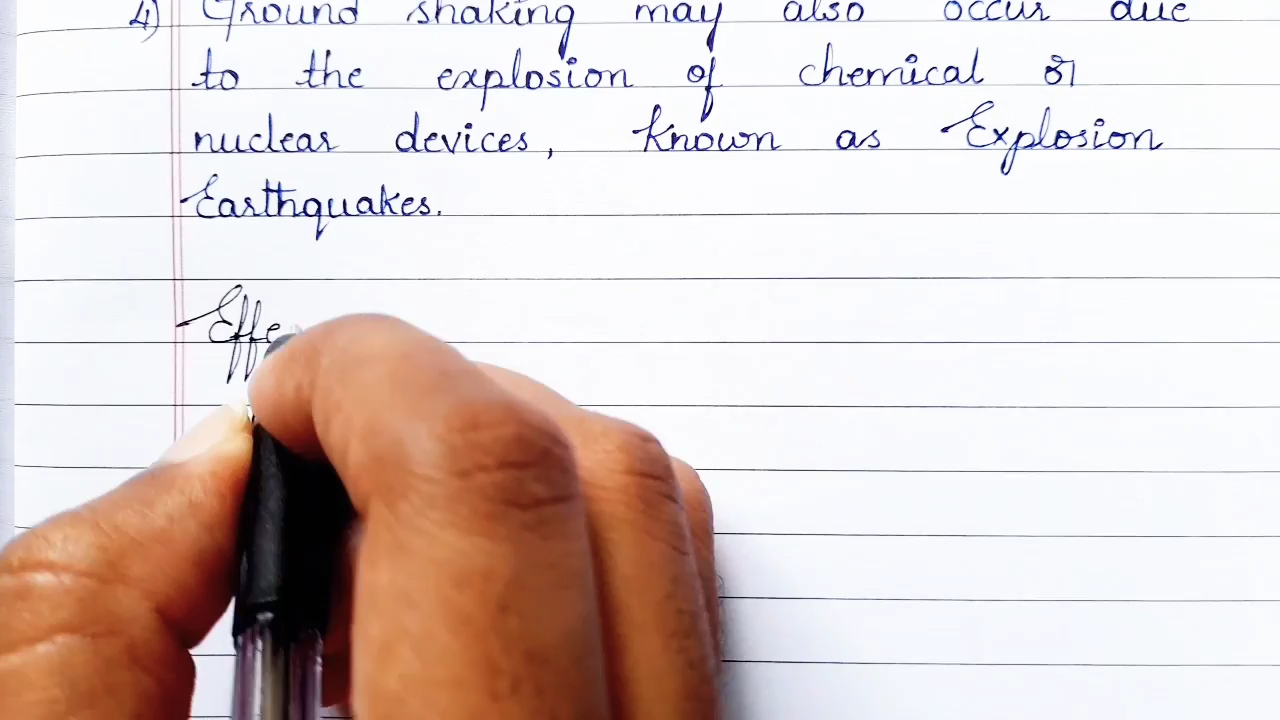 4) Ground shaking may also occur due
to the explosion of chemical or
nuclear devices, known as Explosion
Earthquakes.
Effe